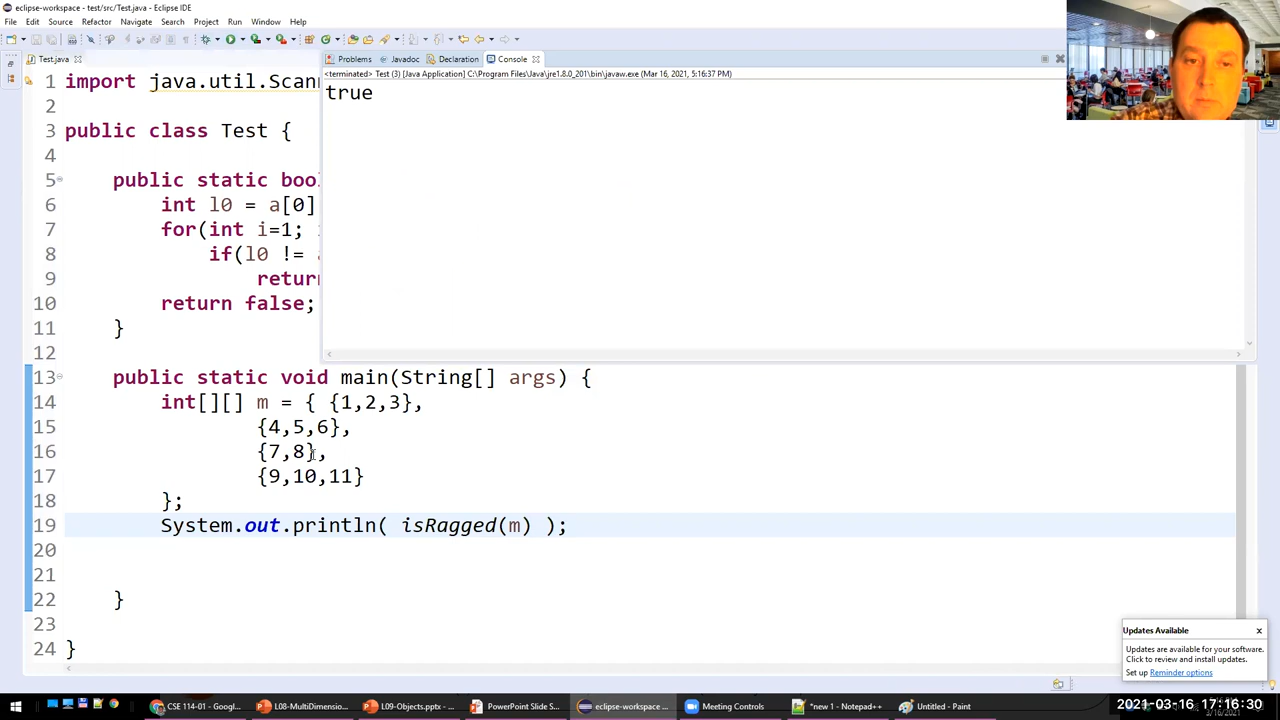 eclipse-workspace - test/src/Test.java - Eclipse IDE
File Edit Source Refactor Navigate Search Project Run Window Help
Test.java
Problems Javadoc Declaration Console
<terminated> Test (3) [Java Application] C:\Program Files\Java\jre1.8.0_201\bin\javaw.exe (Mar 16, 2021, 5:16:37 PM)
true
1 import java.util.Scann
2
3 public class Test {
4
5 public static bool
6 int l0 = a[0]
7 for(int i=1; i
8 if(l0 != a
9 return
10 return false;
11 }
12
13 public static void main(String[] args) {
14 int[][] m = { {1,2,3},
15 {4,5,6},
16 {7,8},
17 {9,10,11}
18 };
19 System.out.println( isRagged(m) );
20
21
22 }
23
24 }
Updates Available
Updates are available for your software.
Click to review and install updates.
Set up Reminder options
CSE 114-01 - Googl...
L08-MultiDimensio...
L09-Objects.pptx - ...
PowerPoint Slide S...
eclipse-workspace ...
Meeting Controls
*new 1 - Notepad++
Untitled - Paint
2021-03-16 17:16:30